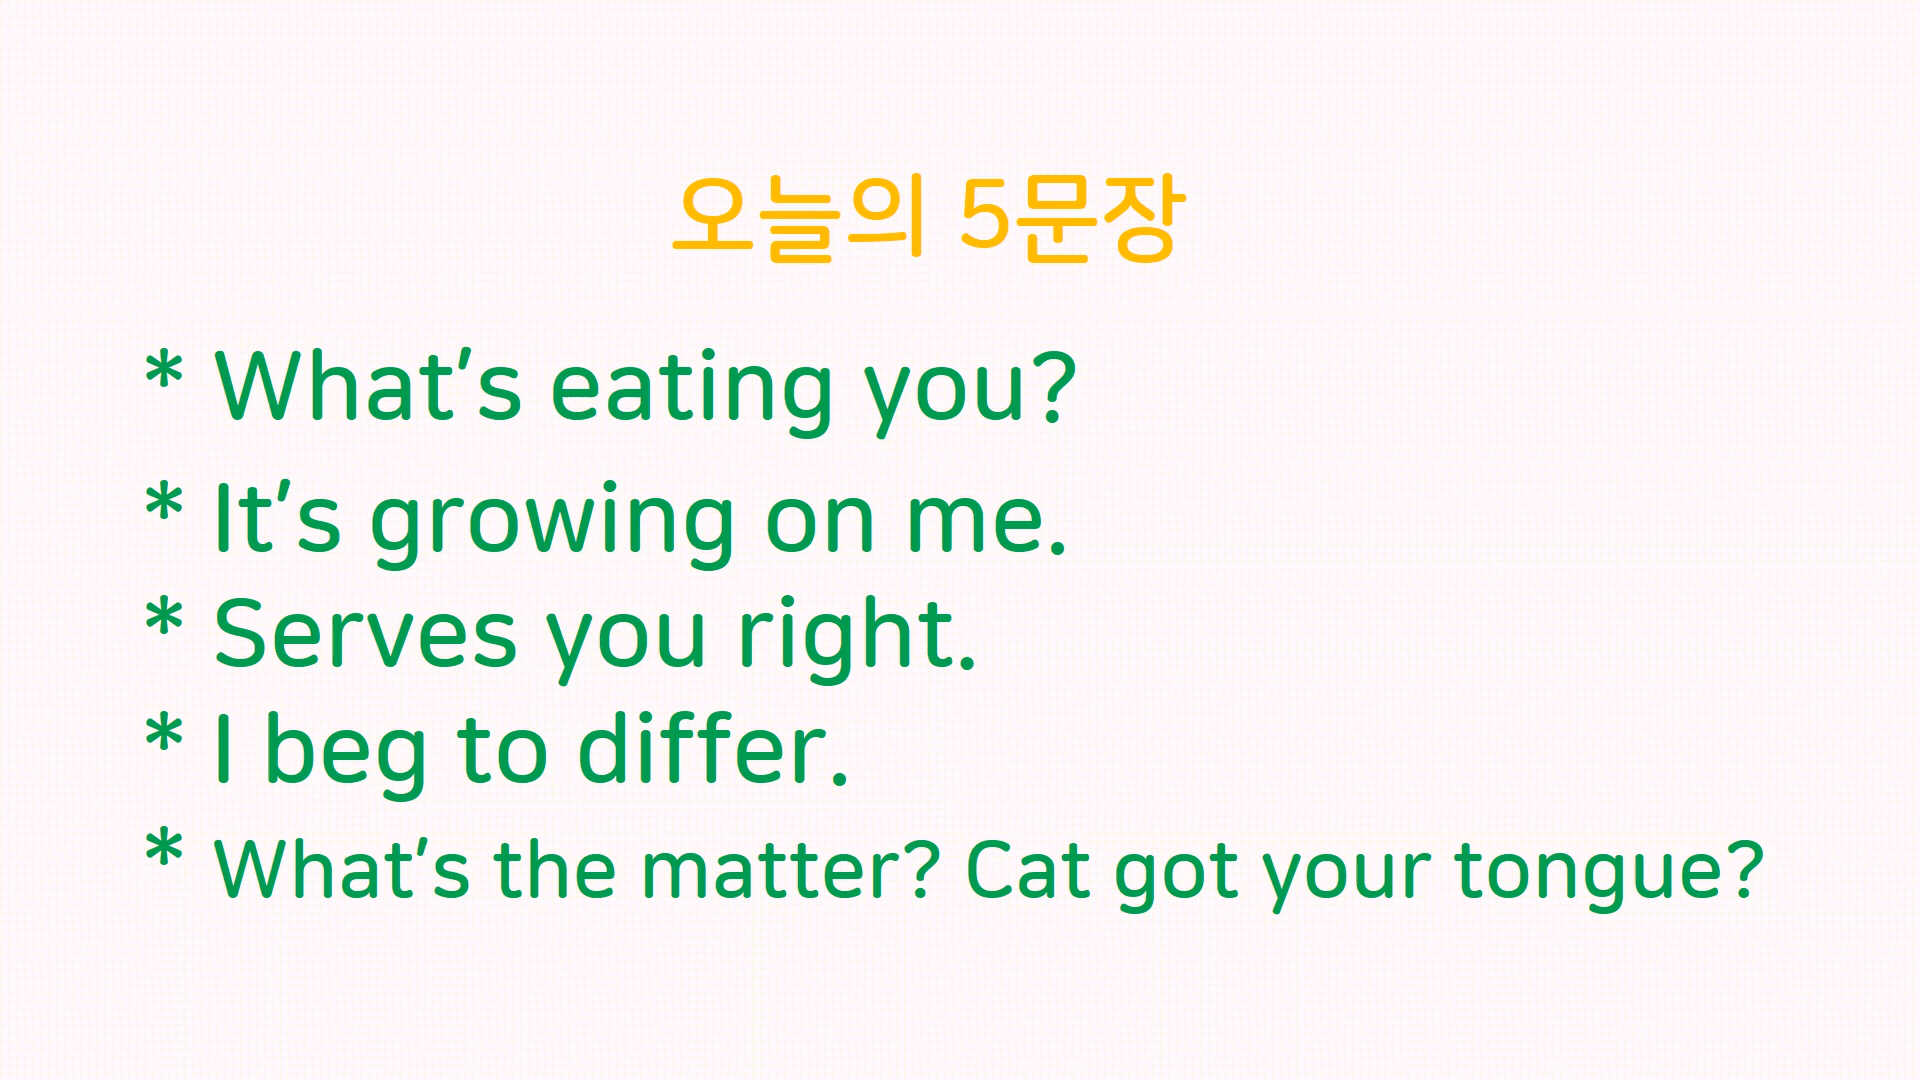 오늘의 5문장
* What's eating you?
* It's growing on me.
* Serves you right.
* I beg to differ.
* What's the matter? Cat got your tongue?